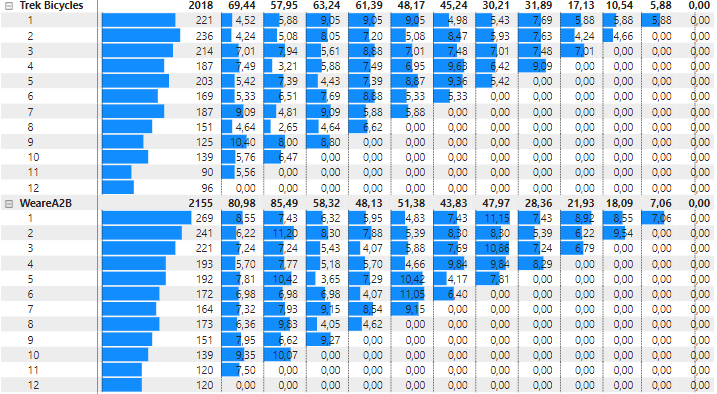 Trek Bicycles 2018 69,44 57,95 63,24 61,39 48,17 45,24 30,21 31,89 17,13 10,54 5,88 0,00
1 221 4,52 5,88 9,05 9,05 9,05 4,98 5,43 7,69 5,88 5,88 5,88 0,00
2 236 4,24 5,08 8,05 7,20 5,08 8,47 5,93 7,63 4,24 4,66 0,00 0,00
3 214 7,01 7,94 5,61 8,88 7,01 7,48 7,01 7,48 7,01 0,00 0,00 0,00
4 187 7,49 3,21 5,88 7,49 6,95 9,63 6,42 9,09 0,00 0,00 0,00 0,00
5 203 5,42 7,39 4,43 7,39 8,87 9,36 5,42 0,00 0,00 0,00 0,00 0,00
6 169 5,33 6,51 7,69 8,88 5,33 5,33 0,00 0,00 0,00 0,00 0,00 0,00
7 187 9,09 4,81 9,09 5,88 5,88 0,00 0,00 0,00 0,00 0,00 0,00 0,00
8 151 4,64 2,65 4,64 6,62 0,00 0,00 0,00 0,00 0,00 0,00 0,00 0,00
9 125 10,40 8,00 8,80 0,00 0,00 0,00 0,00 0,00 0,00 0,00 0,00 0,00
10 139 5,76 6,47 0,00 0,00 0,00 0,00 0,00 0,00 0,00 0,00 0,00 0,00
11 90 5,56 0,00 0,00 0,00 0,00 0,00 0,00 0,00 0,00 0,00 0,00 0,00
12 96 0,00 0,00 0,00 0,00 0,00 0,00 0,00 0,00 0,00 0,00 0,00 0,00
WeareA2B 2155 80,98 85,49 58,32 48,13 51,38 43,83 47,97 28,36 21,93 18,09 7,06 0,00
1 269 8,55 7,43 6,32 5,95 4,83 7,43 11,15 7,43 8,92 8,55 7,06 0,00
2 241 6,22 11,20 8,30 7,88 5,39 8,30 8,30 5,39 6,22 9,54 0,00 0,00
3 221 7,24 7,24 5,43 4,07 5,88 7,69 10,86 7,24 6,79 0,00 0,00 0,00
4 193 5,70 7,77 5,18 5,70 4,66 9,84 9,84 8,29 0,00 0,00 0,00 0,00
5 192 7,81 10,42 3,65 7,29 10,42 4,17 7,81 0,00 0,00 0,00 0,00 0,00
6 172 6,98 6,98 6,98 4,07 11,05 6,40 0,00 0,00 0,00 0,00 0,00 0,00
7 164 7,32 7,93 9,15 8,54 9,15 0,00 0,00 0,00 0,00 0,00 0,00 0,00
8 173 6,36 9,83 4,05 4,62 0,00 0,00 0,00 0,00 0,00 0,00 0,00 0,00
9 151 7,95 6,62 9,27 0,00 0,00 0,00 0,00 0,00 0,00 0,00 0,00 0,00
10 139 9,35 10,07 0,00 0,00 0,00 0,00 0,00 0,00 0,00 0,00 0,00 0,00
11 120 7,50 0,00 0,00 0,00 0,00 0,00 0,00 0,00 0,00 0,00 0,00 0,00
12 120 0,00 0,00 0,00 0,00 0,00 0,00 0,00 0,00 0,00 0,00 0,00 0,00